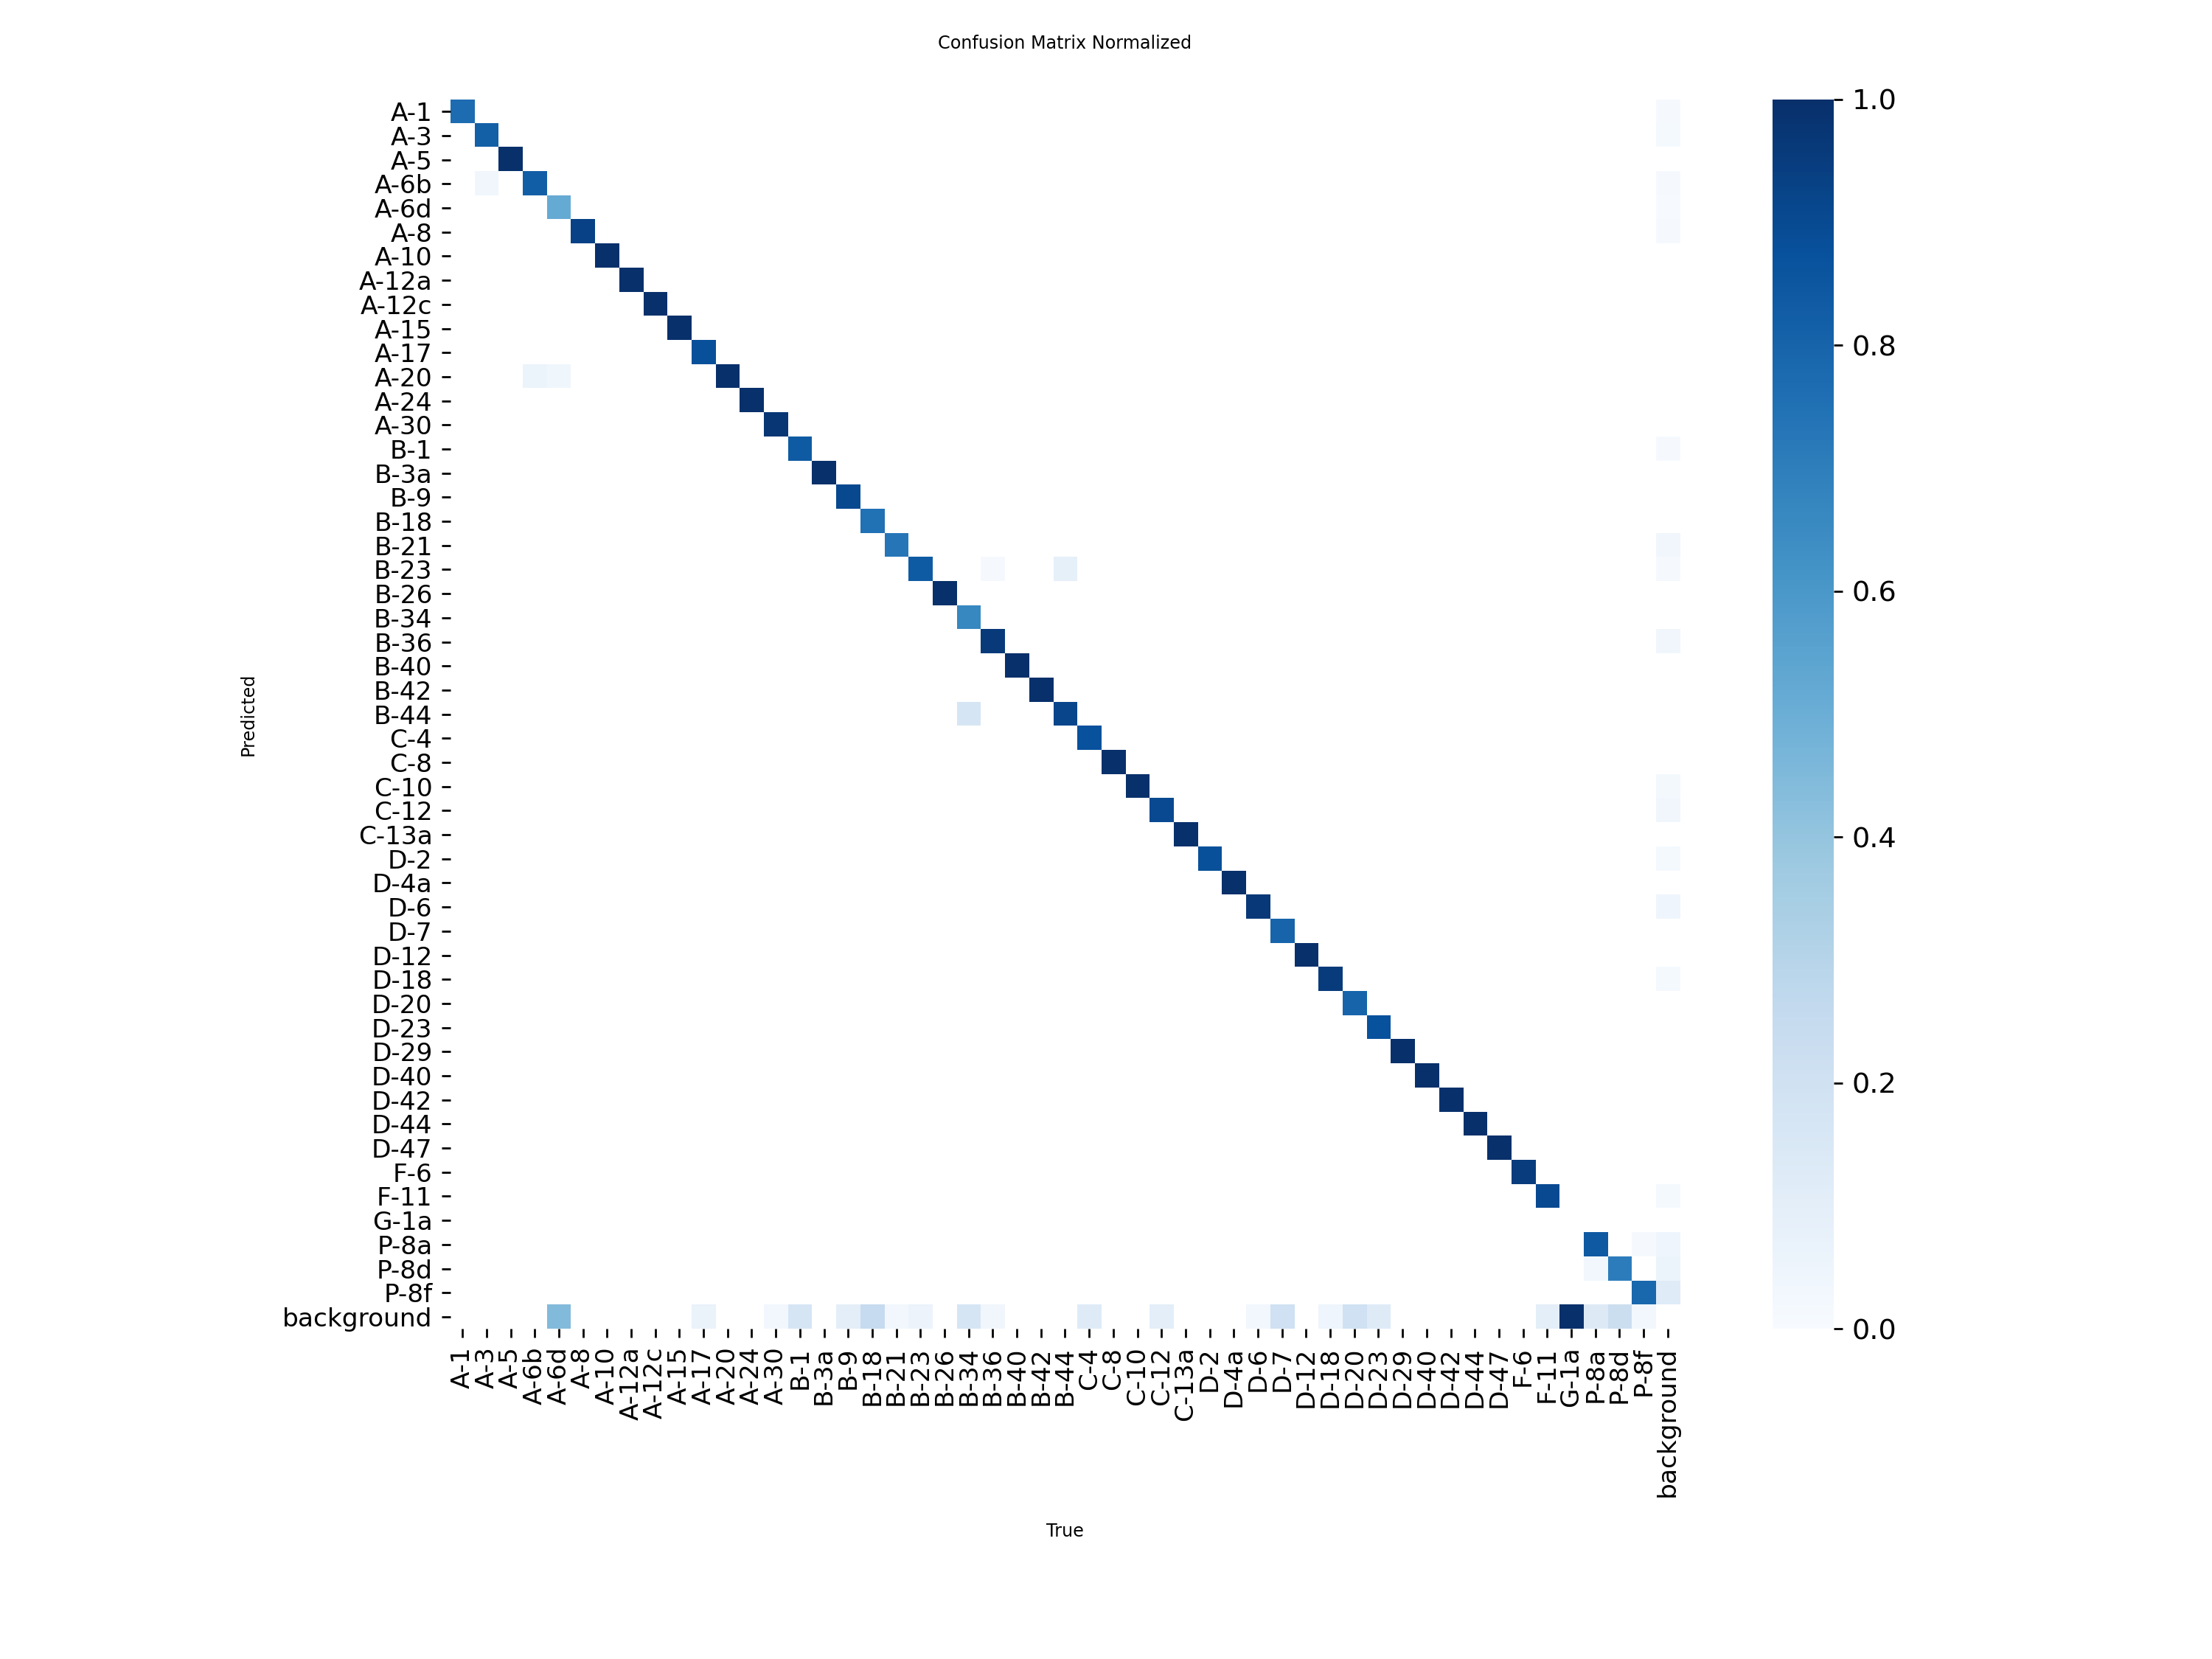 Confusion Matrix Normalized
A-1
A-3
A-5
A-6b
A-6d
A-8
A-10
A-12a
A-12c
A-15
A-17
A-20
A-24
A-30
B-1
B-3a
B-9
B-18
B-21
B-23
B-26
B-34
B-36
B-40
B-42
B-44
C-4
C-8
C-10
C-12
C-13a
D-2
D-4a
D-6
D-7
D-12
D-18
D-20
D-23
D-29
D-40
D-42
D-44
D-47
F-6
F-11
G-1a
P-8a
P-8d
P-8f
background
Predicted
A-1
A-3
A-5
A-6b
A-6d
A-8
A-10
A-12a
A-12c
A-15
A-17
A-20
A-24
A-30
B-1
B-3a
B-9
B-18
B-21
B-23
B-26
B-34
B-36
B-40
B-42
B-44
C-4
C-8
C-10
C-12
C-13a
D-2
D-4a
D-6
D-7
D-12
D-18
D-20
D-23
D-29
D-40
D-42
D-44
D-47
F-6
F-11
G-1a
P-8a
P-8d
P-8f
background
True
1.0
0.8
0.6
0.4
0.2
0.0